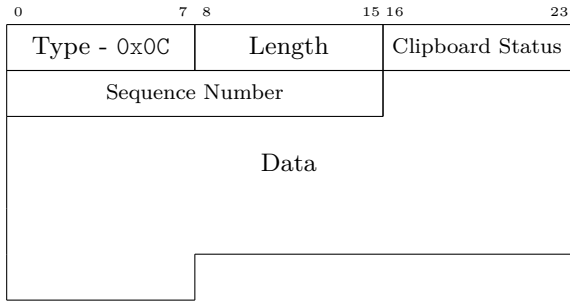 0 7 8 15 16 23
Type - 0x0C Length Clipboard Status
Sequence Number
Data